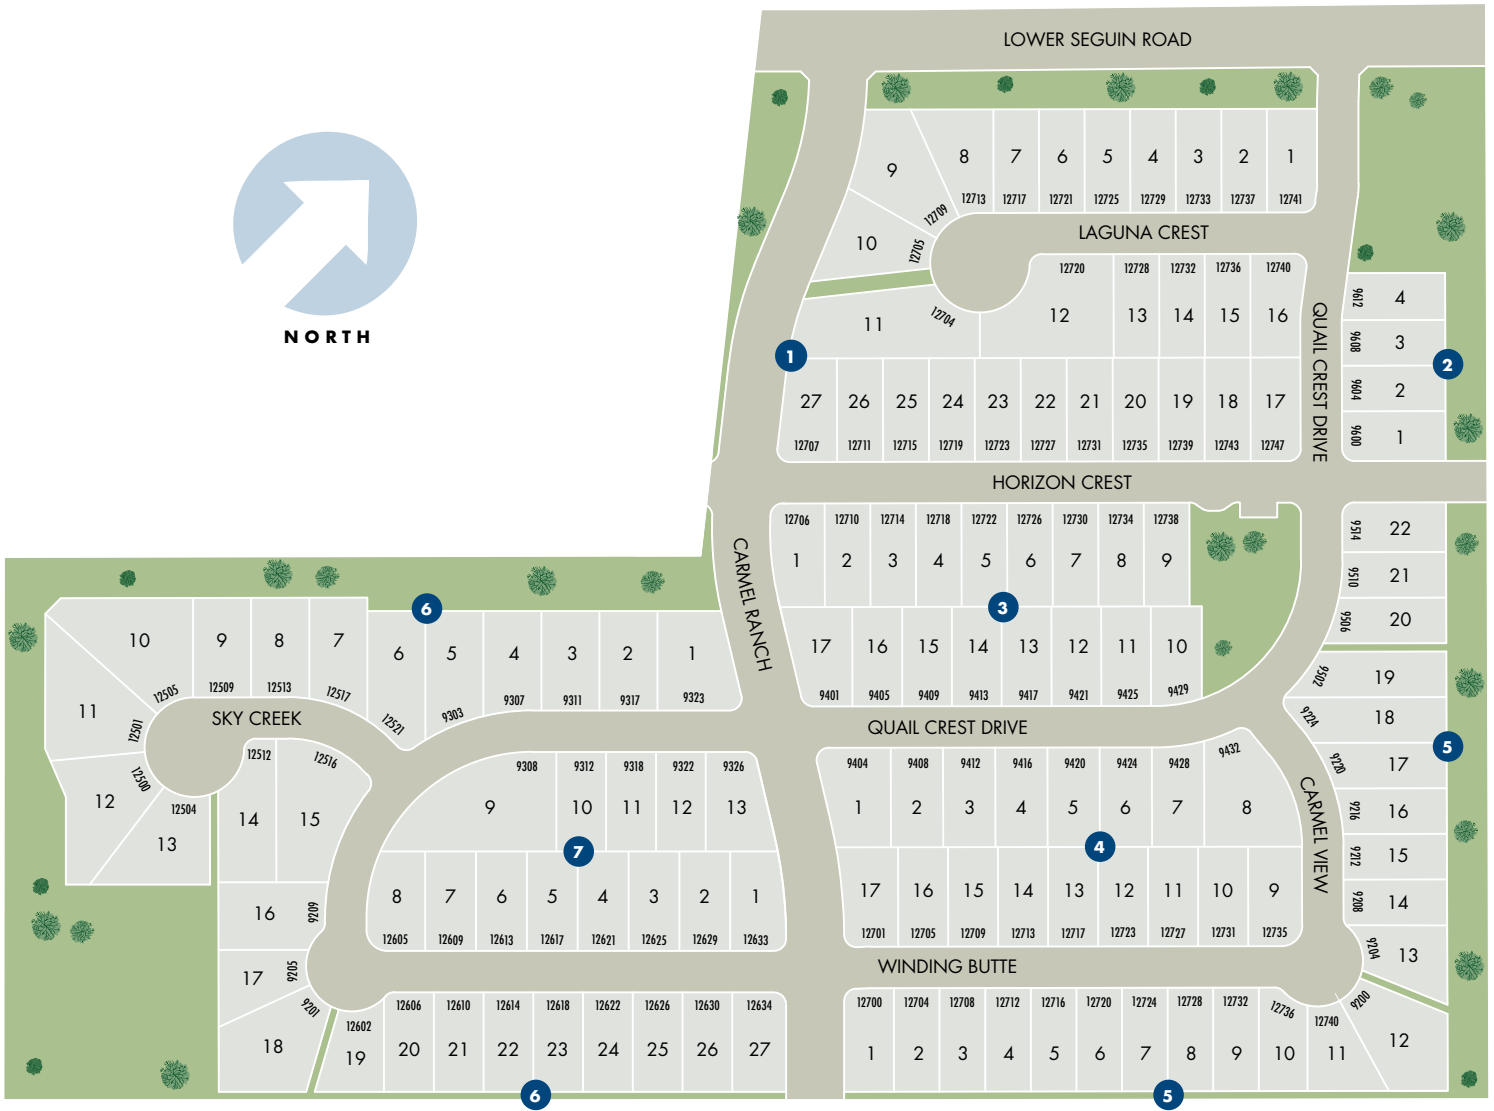 LOWER SEGUIN ROAD
NORTH
9
8 7 6 5 4 3 2 1
12709 12713 12717 12721 12725 12729 12733 12737 12741
LAGUNA CREST
10 12705
12720 12728 12732 12736 12740
11 12704 12 13 14 15 16
QUAIL CREST DRIVE
9612 4
9608 3
9604 2
9600 1
2
1
27 26 25 24 23 22 21 20 19 18 17
12707 12711 12715 12719 12723 12727 12731 12735 12739 12743 12747
HORIZON CREST
CARMEL RANCH
12706 12710 12714 12718 12722 12726 12730 12734 12738
1 2 3 4 5 6 7 8 9
3
17 16 15 14 13 12 11 10
9401 9405 9409 9413 9417 9421 9425 9429
9514 22
9510 21
9506 20
9502 19
9224 18
9220 17
5
9216 16
9212 15
9208 14
9204 13
9200 12
6
10 9 8 7 6 5 4 3 2 1
12505 12509 12513 12517 12521 9303 9307 9311 9317 9323
11 12501
SKY CREEK
QUAIL CREST DRIVE
12 12500
13 12504
12512 12516
14 15
16 9209
17 9205
18 9201
9308 9312 9318 9322 9326
9 10 11 12 13
7
8 7 6 5 4 3 2 1
12605 12609 12613 12617 12621 12625 12629 12633
9404 9408 9412 9416 9420 9424 9428 9432
1 2 3 4 5 6 7 8
4
CARMEL VIEW
17 16 15 14 13 12 11 10 9
12701 12705 12709 12713 12717 12723 12727 12731 12735
WINDING BUTTE
12602 12606 12610 12614 12618 12622 12626 12630 12634
19 20 21 22 23 24 25 26 27
6
12700 12704 12708 12712 12716 12720 12724 12728 12732 12736 12740
1 2 3 4 5 6 7 8 9 10 11
5